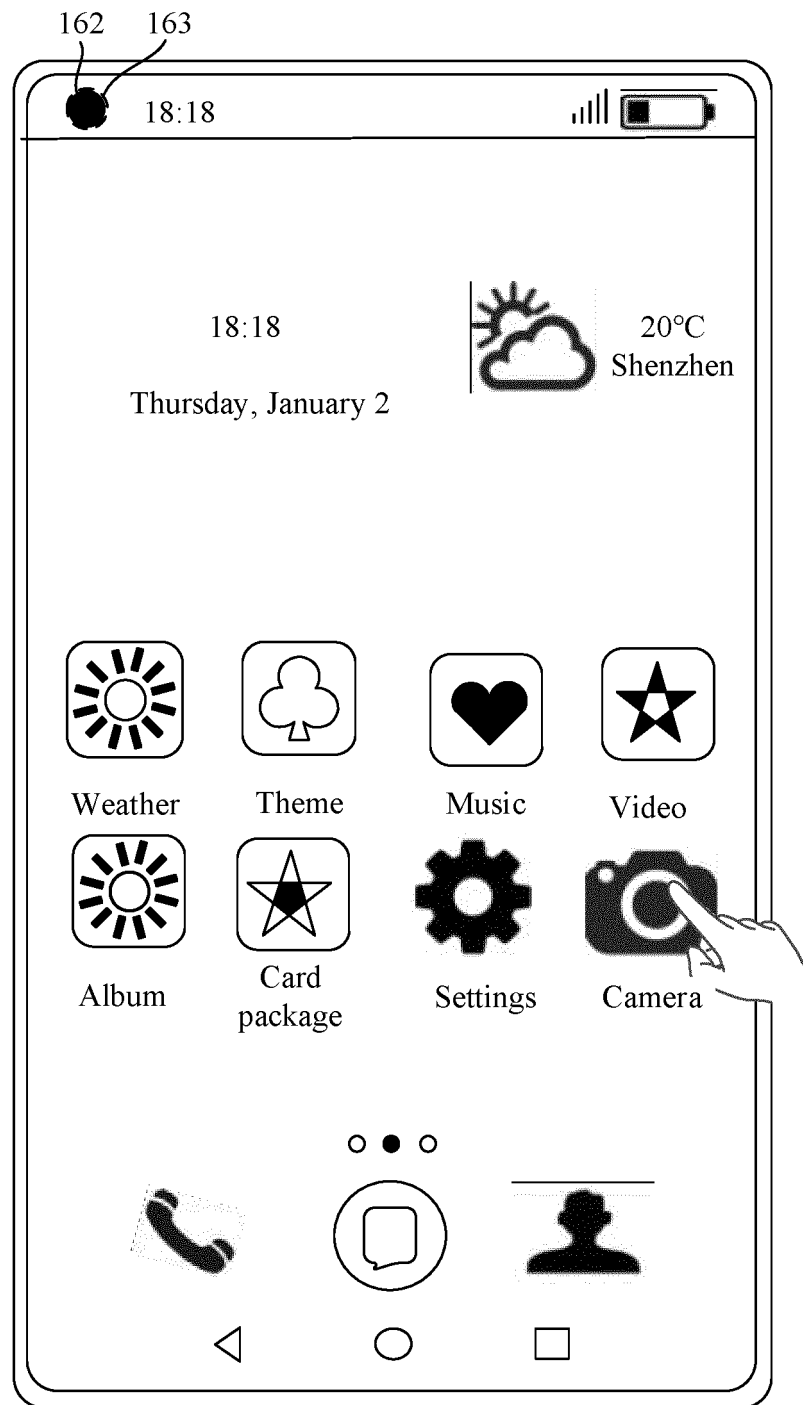 162 163
18:18
18:18
20°C
Shenzhen
Thursday, January 2
Weather Theme Music Video
Album Card package Settings Camera